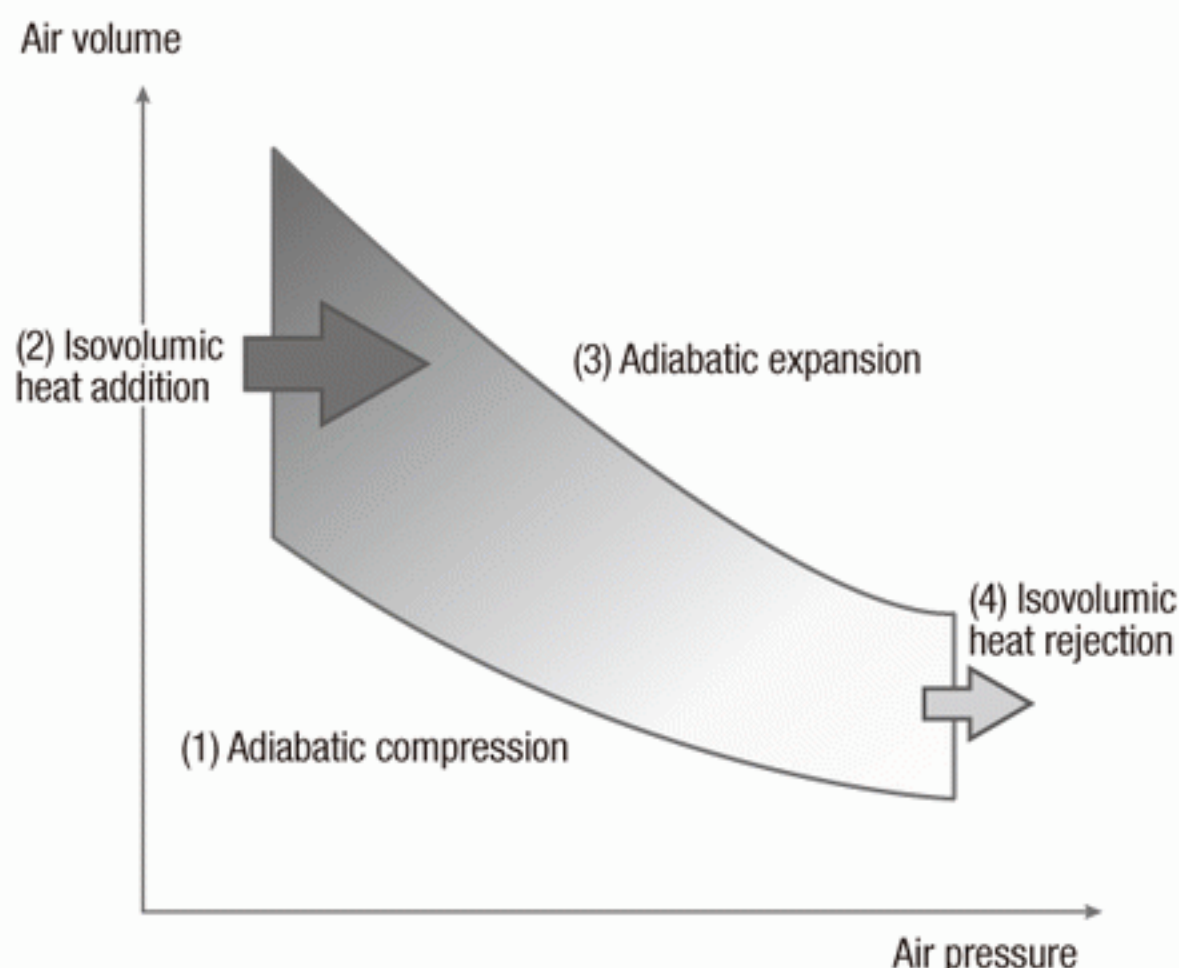 Air volume
(2) Isovolumic
heat addition
(3) Adiabatic expansion
(4) Isovolumic
heat rejection
(1) Adiabatic compression
Air pressure